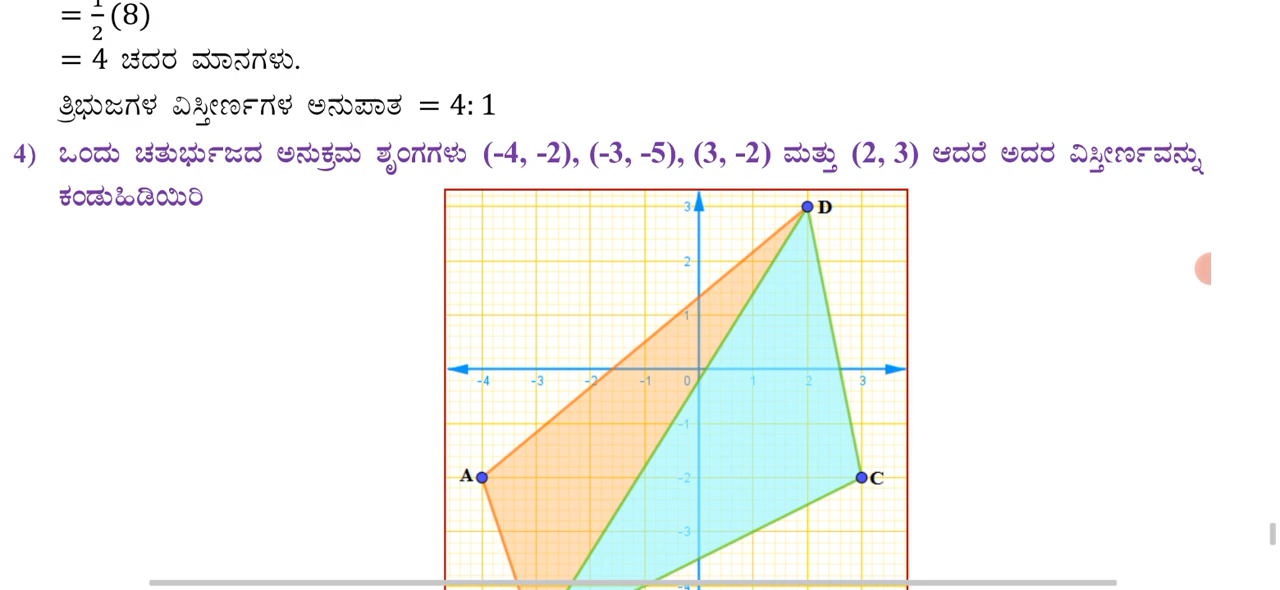 = 1/2 (8)
= 4 ಚದರ ಮಾನಗಳು.
ತ್ರಿಭುಜಗಳ ವಿಸ್ತೀರ್ಣಗಳ ಅನುಪಾತ = 4: 1
4) ಒಂದು ಚತುರ್ಭುಜದ ಅನುಕ್ರಮ ಶೃಂಗಗಳು (-4, -2), (-3, -5), (3, -2) ಮತ್ತು (2, 3) ಆದರೆ ಅದರ ವಿಸ್ತೀರ್ಣವನ್ನು
ಕಂಡುಹಿಡಿಯಿರಿ
3 D
2
1
-4 -3 -2 -1 0 1 2 3
-1
A -2 C
-3
-4